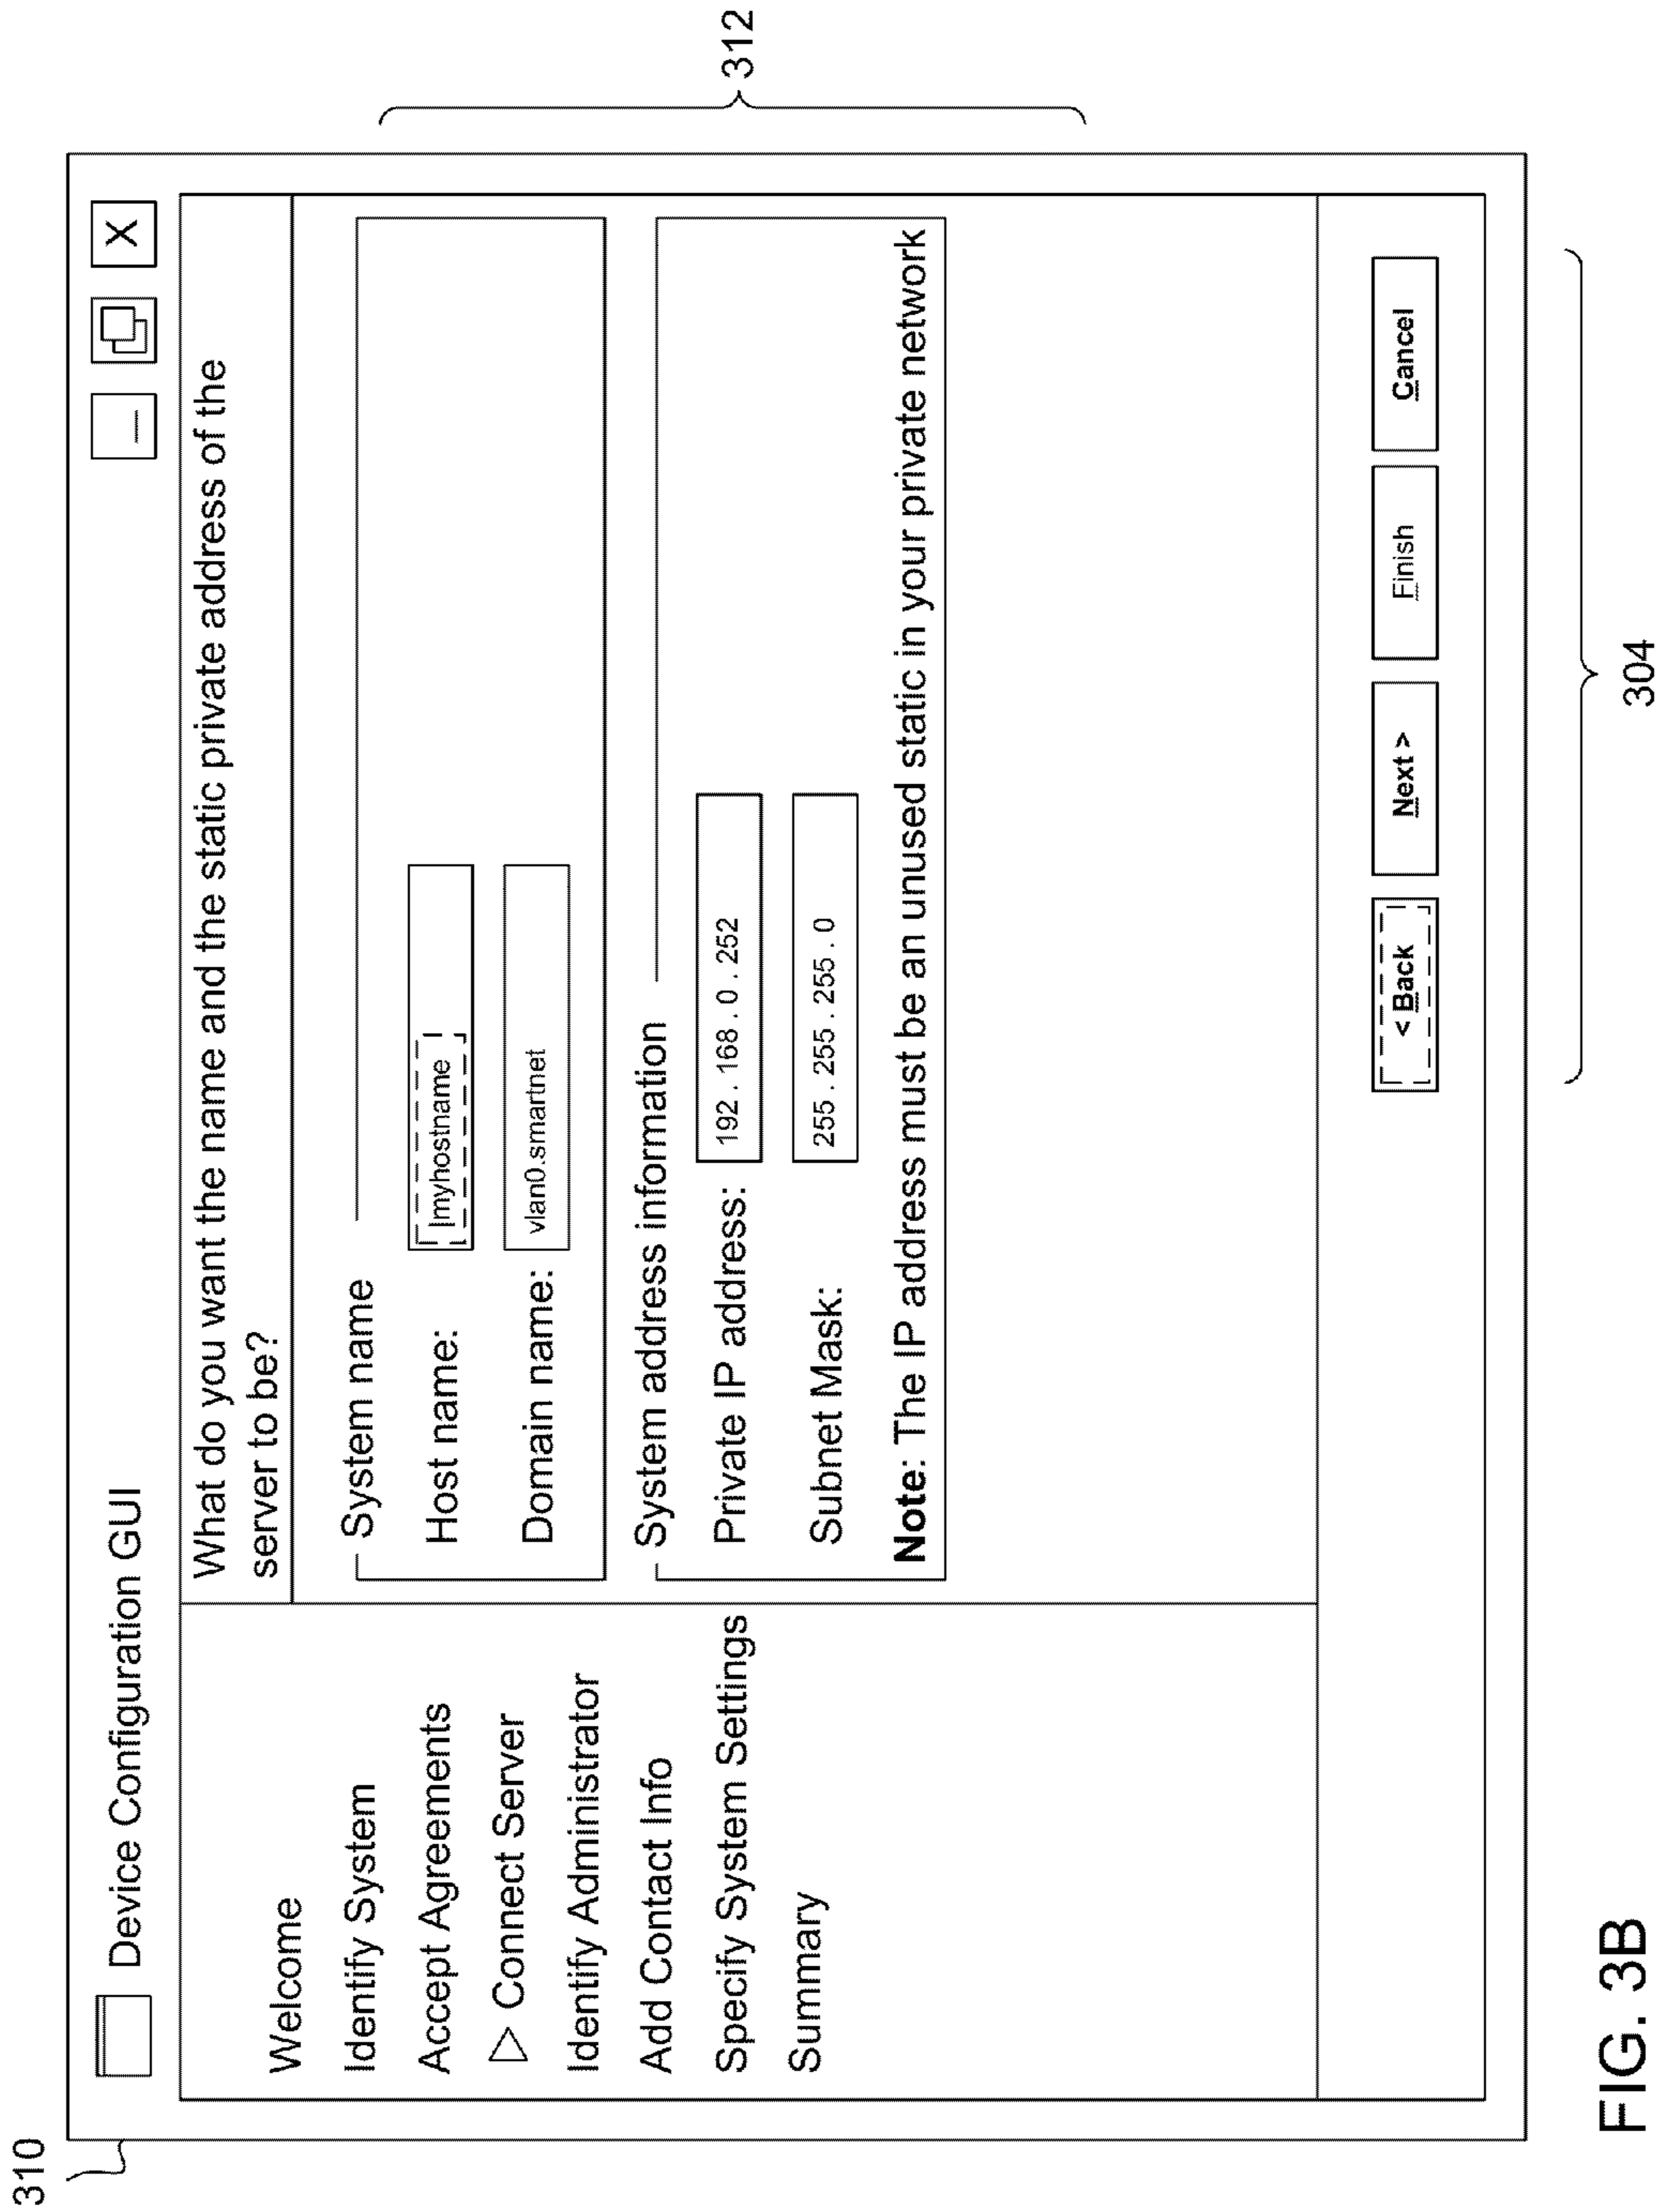 310
Device Configuration GUI
X
Welcome
Identify System
Accept Agreements
Connect Server
Identify Administrator
Add Contact Info
Specify System Settings
Summary
What do you want the name and the static private address of the
server to be?
System name
Host name: myhostname
Domain name: vlan0.smartnet
System address information
Private IP address: 192 . 168 . 0 . 252
Subnet Mask: 255 . 255 . 255 . 0
Note: The IP address must be an unused static in your private network
312
< Back Next > Finish Cancel
304
FIG. 3B